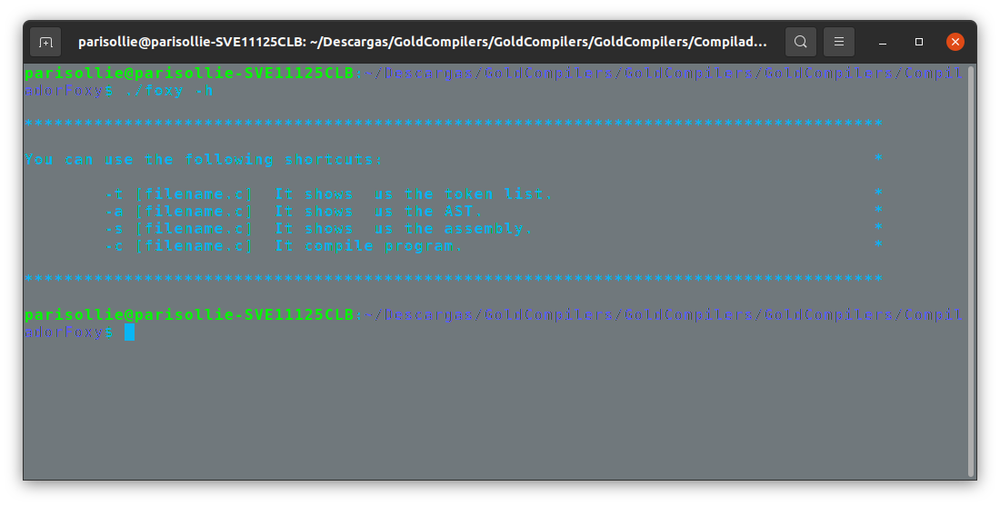 parisollie@parisollie-SVE11125CLB: ~/Descargas/GoldCompilers/GoldCompilers/GoldCompilers/Compilad...
parisollie@parisollie-SVE11125CLB:~/Descargas/GoldCompilers/GoldCompilers/GoldCompilers/Compil
adorFoxy$ ./foxy -h
**************************************************************************************
You can use the following shortcuts: *
-t [filename.c] It shows us the token list. *
-a [filename.c] It shows us the AST. *
-s [filename.c] It shows us the assembly. *
-c [filename.c] It compile program. *
**************************************************************************************
parisollie@parisollie-SVE11125CLB:~/Descargas/GoldCompilers/GoldCompilers/GoldCompilers/Compil
adorFoxy$